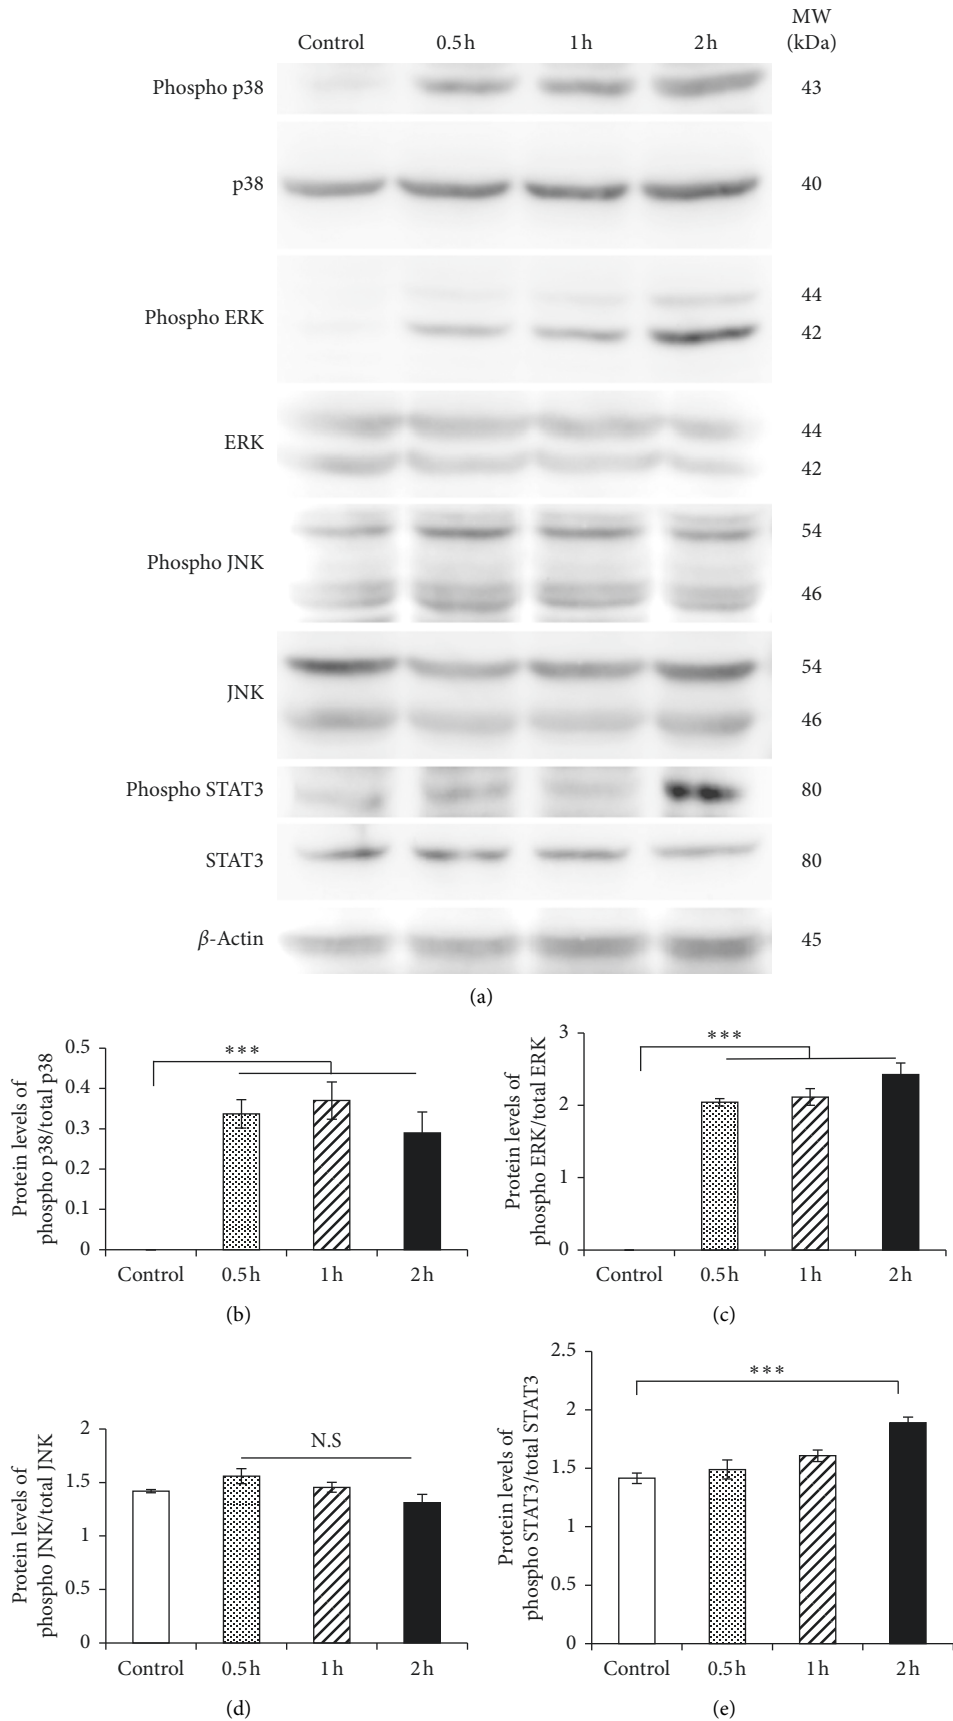 MW
(kDa)
Control 0.5 h 1 h 2 h
Phospho p38 43
p38 40
44
Phospho ERK
42
44
ERK
42
54
Phospho JNK
46
54
JNK
46
Phospho STAT3 80
STAT3 80
β-Actin 45
(a)
Protein levels of
phospho p38/total p38
0.5
0.4
0.3
0.2
0.1
0
***
Control 0.5 h 1 h 2 h
(b)
Protein levels of
phospho ERK/total ERK
3
2
1
0
***
Control 0.5 h 1 h 2 h
(c)
Protein levels of
phospho JNK/total JNK
2
1.5
1
0.5
0
N.S
Control 0.5 h 1 h 2 h
(d)
Protein levels of
phospho STAT3/total STAT3
2.5
2
1.5
1
0.5
0
***
Control 0.5 h 1 h 2 h
(e)